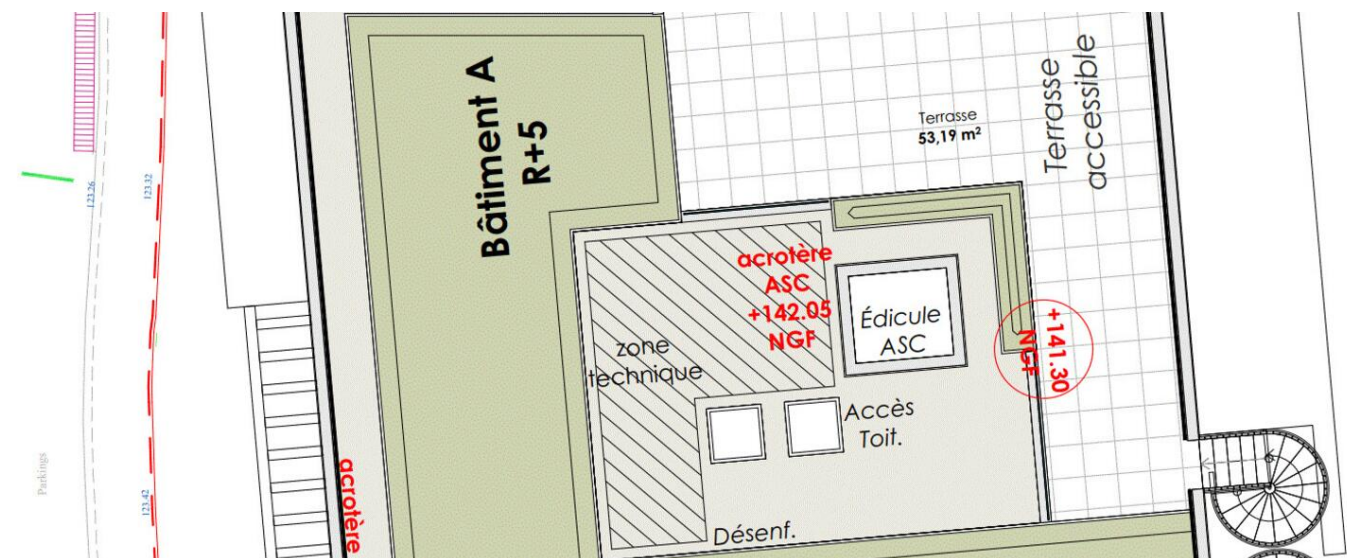 Bâtiment A
R+5
Terrasse
53,19 m²
Terrasse
accessible
123.26
123.32
acrotère
ASC
+142.05
NGF
Édicule
ASC
+141.30
NGF
zone
technique
Accès
Toit.
Parkings
123.42
acrotère
Désenf.